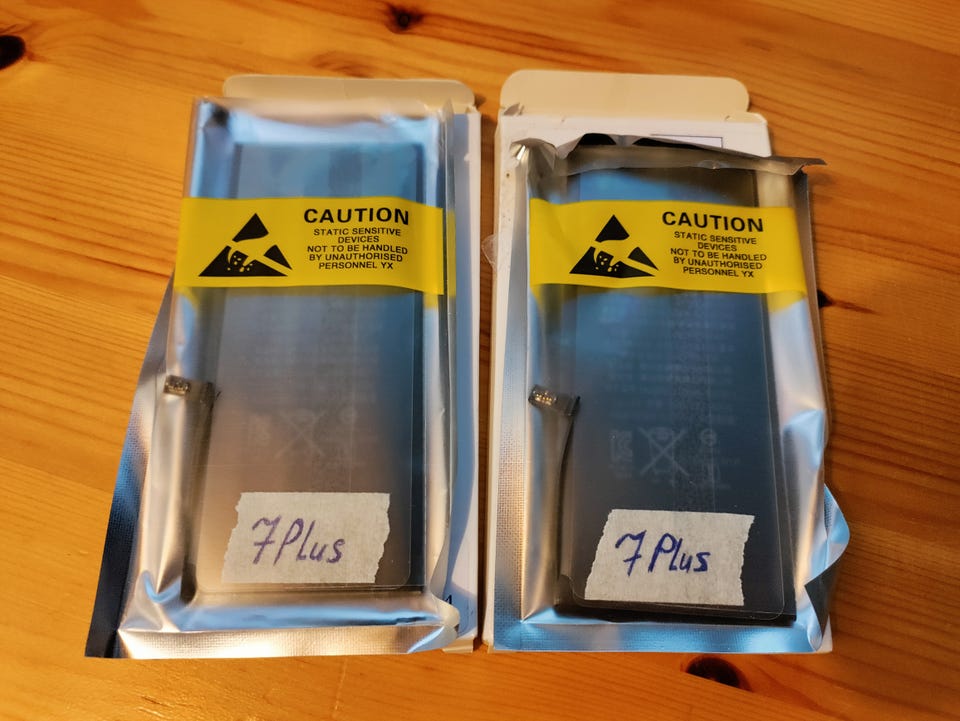 CAUTION
STATIC SENSITIVE
DEVICES
NOT TO BE HANDLED
BY UNAUTHORISED
PERSONNEL YX
7Plus
CAUTION
STATIC SENSITIVE
DEVICES
NOT TO BE HANDLED
BY UNAUTHORISED
PERSONNEL YX
7Plus